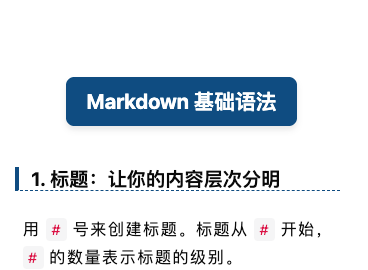 Markdown 基础语法
1. 标题：让你的内容层次分明
用 # 号来创建标题。标题从 # 开始，
# 的数量表示标题的级别。